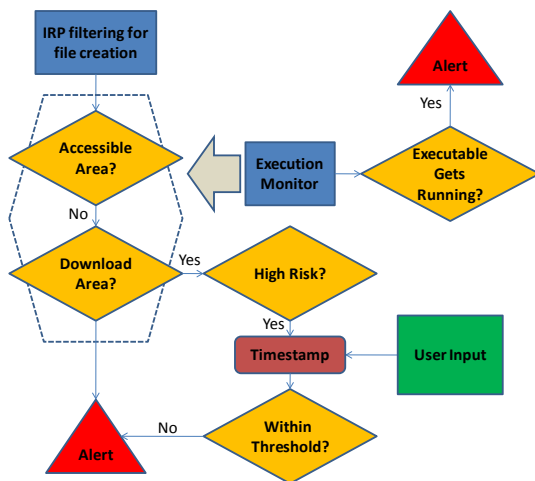 IRP filtering for
file creation
Alert
Yes
Accessible
Area?
Execution
Monitor
Executable
Gets
Running?
No
Download
Area?
Yes
High Risk?
Yes
Timestamp
User Input
No
Within
Threshold?
Alert